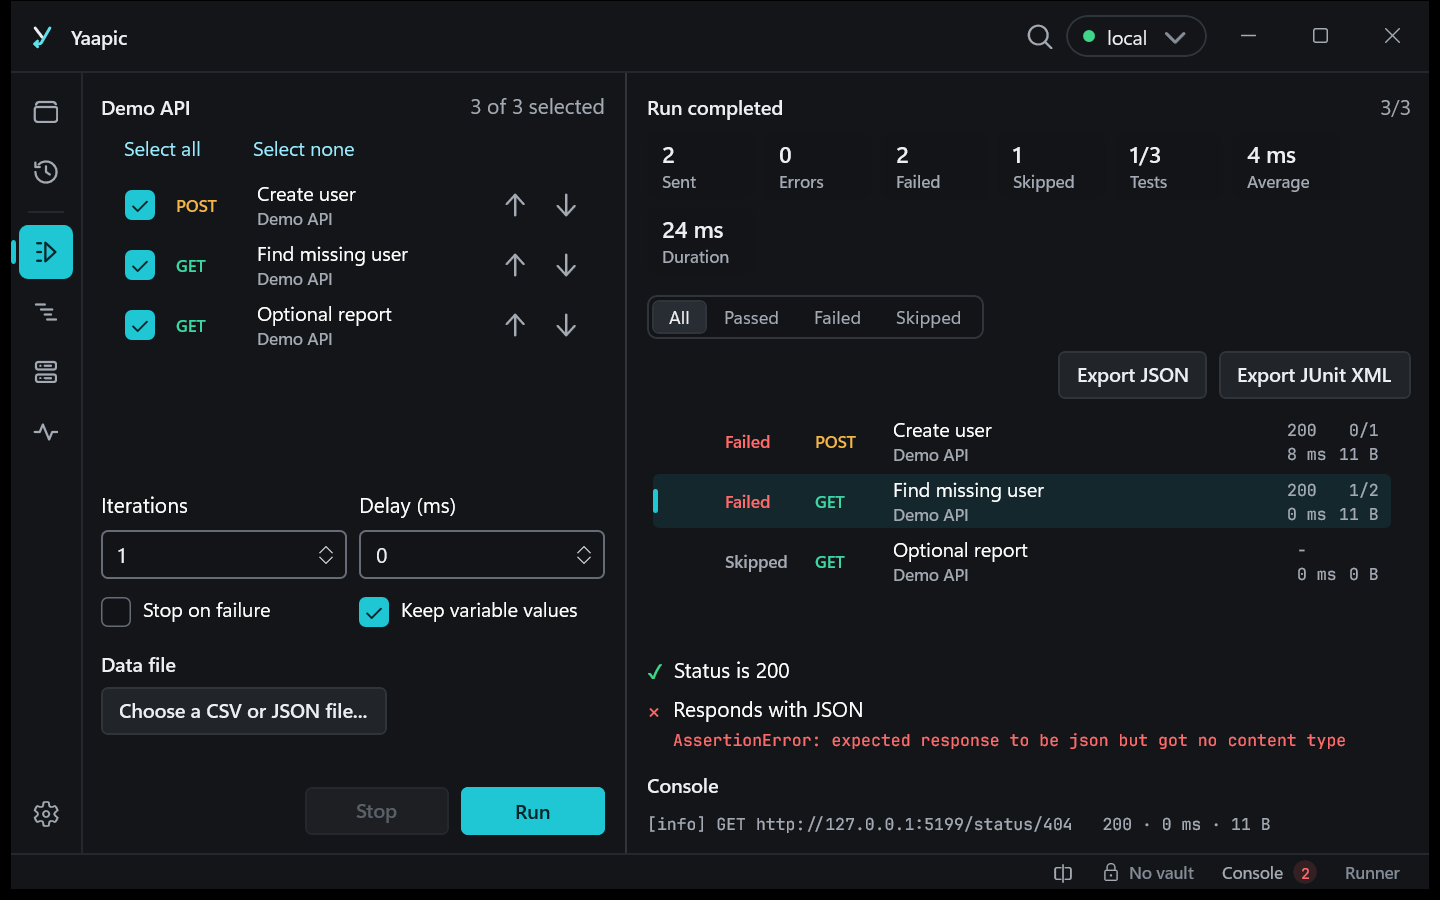 Yaapic
local
Demo API
3 of 3 selected
Select all
Select none
POST
Create user
Demo API
GET
Find missing user
Demo API
GET
Optional report
Demo API
Iterations
Delay (ms)
1
0
Stop on failure
Keep variable values
Data file
Choose a CSV or JSON file...
Stop
Run
Run completed
3/3
2
Sent
0
Errors
2
Failed
1
Skipped
1/3
Tests
4 ms
Average
24 ms
Duration
All
Passed
Failed
Skipped
Export JSON
Export JUnit XML
Failed
POST
Create user
Demo API
200 0/1
8 ms 11 B
Failed
GET
Find missing user
Demo API
200 1/2
0 ms 11 B
Skipped
GET
Optional report
Demo API
-
0 ms 0 B
✓ Status is 200
× Responds with JSON
AssertionError: expected response to be json but got no content type
Console
[info] GET http://127.0.0.1:5199/status/404 200 · 0 ms · 11 B
No vault
Console 2
Runner